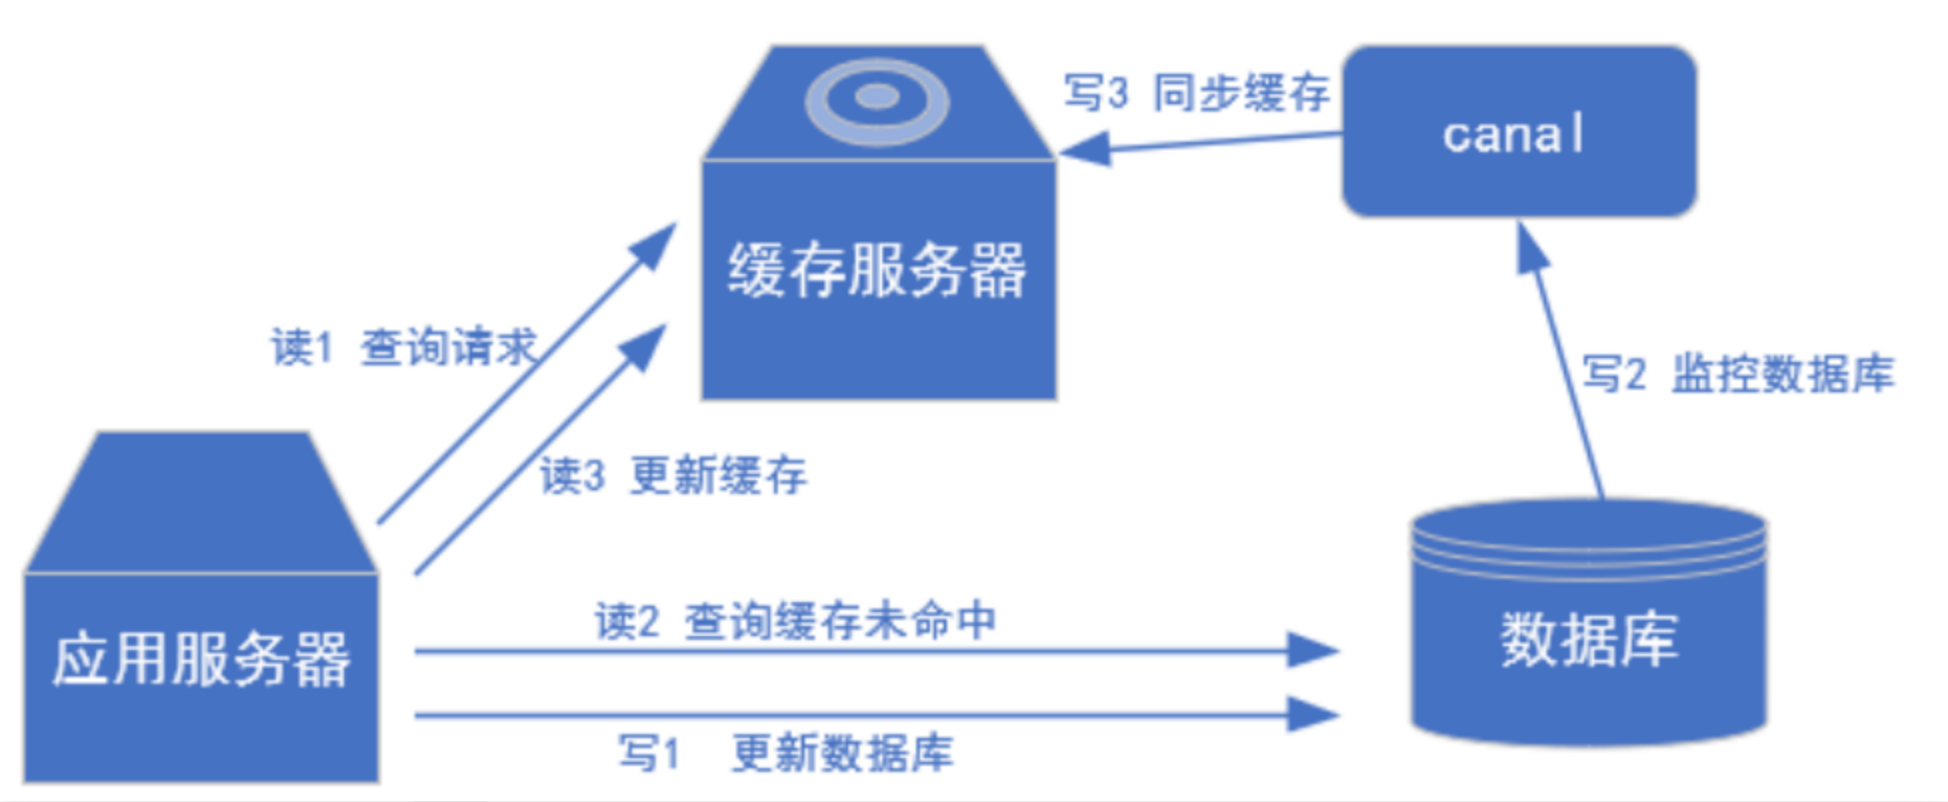 写3 同步缓存
canal
缓存服务器
读1 查询请求
写2 监控数据库
读3 更新缓存
读2 查询缓存未命中
应用服务器
数据库
写1 更新数据库